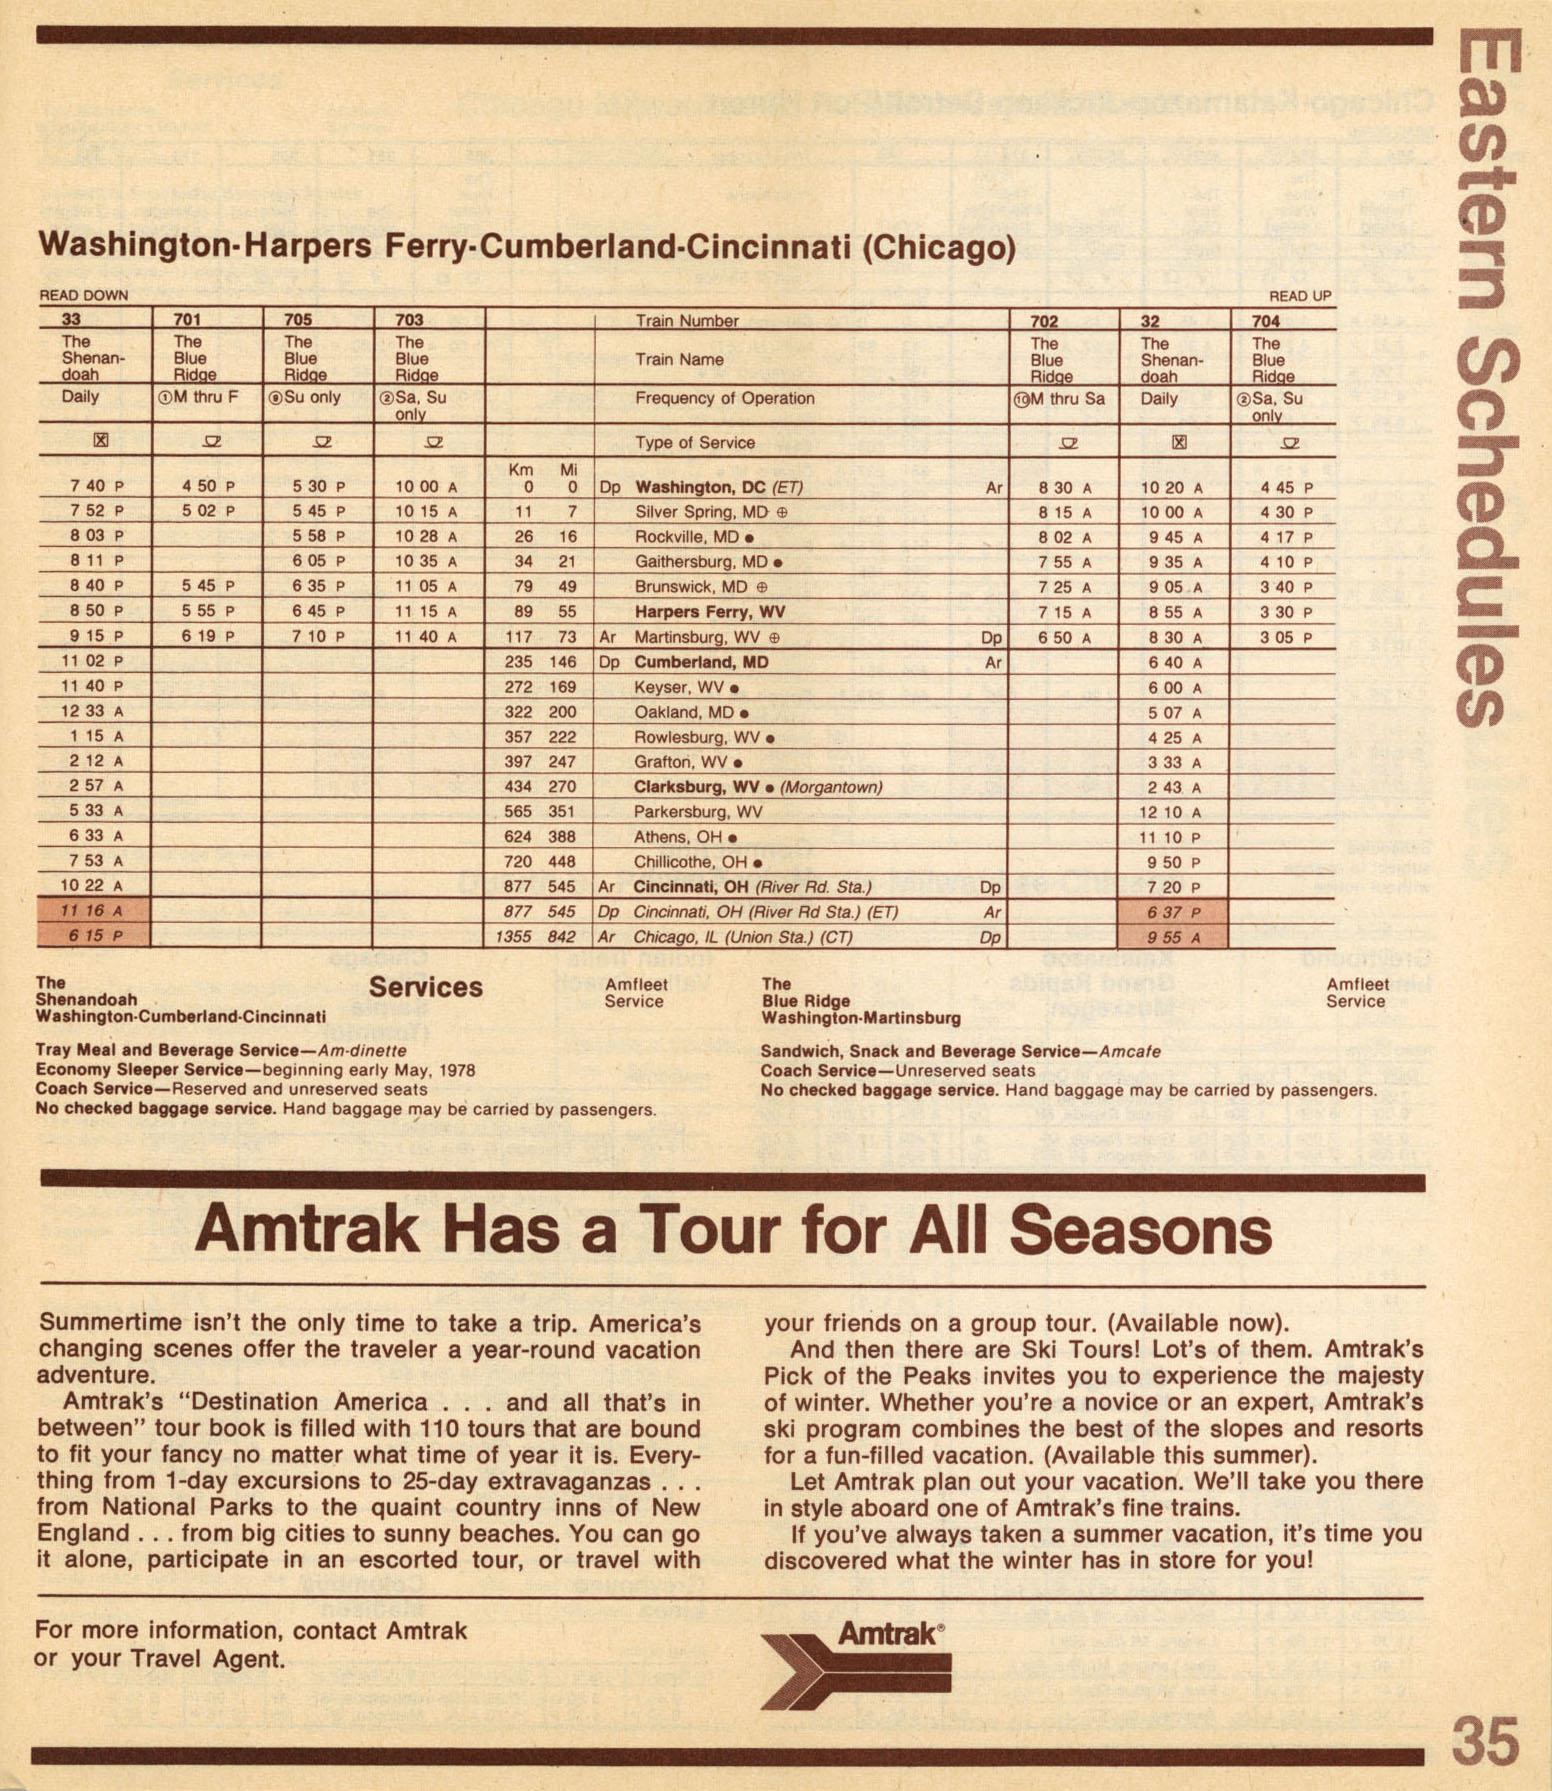 Eastern Schedules
Washington-Harpers Ferry-Cumberland-Cincinnati (Chicago)
READ DOWN READ UP
33 701 705 703 Train Number 702 32 704
The Shenan-doah The Blue Ridge The Blue Ridge The Blue Ridge Train Name The Blue Ridge The Shenan-doah The Blue Ridge
Daily ①M thru F ⑨Su only ②Sa, Su only Frequency of Operation ⑩M thru Sa Daily ②Sa, Su only
Type of Service
Km Mi
7 40 P 4 50 P 5 30 P 10 00 A 0 0 Dp Washington, DC (ET) Ar 8 30 A 10 20 A 4 45 P
7 52 P 5 02 P 5 45 P 10 15 A 11 7 Silver Spring, MD ⊕ 8 15 A 10 00 A 4 30 P
8 03 P 5 58 P 10 28 A 26 16 Rockville, MD ● 8 02 A 9 45 A 4 17 P
8 11 P 6 05 P 10 35 A 34 21 Gaithersburg, MD ● 7 55 A 9 35 A 4 10 P
8 40 P 5 45 P 6 35 P 11 05 A 79 49 Brunswick, MD ⊕ 7 25 A 9 05 A 3 40 P
8 50 P 5 55 P 6 45 P 11 15 A 89 55 Harpers Ferry, WV 7 15 A 8 55 A 3 30 P
9 15 P 6 19 P 7 10 P 11 40 A 117 73 Ar Martinsburg, WV ⊕ Dp 6 50 A 8 30 A 3 05 P
11 02 P 235 146 Dp Cumberland, MD Ar 6 40 A
11 40 P 272 169 Keyser, WV ● 6 00 A
12 33 A 322 200 Oakland, MD ● 5 07 A
1 15 A 357 222 Rowlesburg, WV ● 4 25 A
2 12 A 397 247 Grafton, WV ● 3 33 A
2 57 A 434 270 Clarksburg, WV ● (Morgantown) 2 43 A
5 33 A 565 351 Parkersburg, WV 12 10 A
6 33 A 624 388 Athens, OH ● 11 10 P
7 53 A 720 448 Chillicothe, OH ● 9 50 P
10 22 A 877 545 Ar Cincinnati, OH (River Rd. Sta.) Dp 7 20 P
11 16 A 877 545 Dp Cincinnati, OH (River Rd Sta.) (ET) Ar 6 37 P
6 15 P 1355 842 Ar Chicago, IL (Union Sta.) (CT) Dp 9 55 A
Services
The
Shenandoah
Washington-Cumberland-Cincinnati
Amfleet
Service
Tray Meal and Beverage Service—Am-dinette
Economy Sleeper Service—beginning early May, 1978
Coach Service—Reserved and unreserved seats
No checked baggage service. Hand baggage may be carried by passengers.
The
Blue Ridge
Washington-Martinsburg
Amfleet
Service
Sandwich, Snack and Beverage Service—Amcafe
Coach Service—Unreserved seats
No checked baggage service. Hand baggage may be carried by passengers.
Amtrak Has a Tour for All Seasons
Summertime isn't the only time to take a trip. America's
changing scenes offer the traveler a year-round vacation
adventure.
Amtrak's “Destination America . . . and all that's in
between” tour book is filled with 110 tours that are bound
to fit your fancy no matter what time of year it is. Every-
thing from 1-day excursions to 25-day extravaganzas . . .
from National Parks to the quaint country inns of New
England . . . from big cities to sunny beaches. You can go
it alone, participate in an escorted tour, or travel with
your friends on a group tour. (Available now).
And then there are Ski Tours! Lot's of them. Amtrak's
Pick of the Peaks invites you to experience the majesty
of winter. Whether you're a novice or an expert, Amtrak's
ski program combines the best of the slopes and resorts
for a fun-filled vacation. (Available this summer).
Let Amtrak plan out your vacation. We'll take you there
in style aboard one of Amtrak's fine trains.
If you've always taken a summer vacation, it's time you
discovered what the winter has in store for you!
For more information, contact Amtrak
or your Travel Agent.
Amtrak®
35